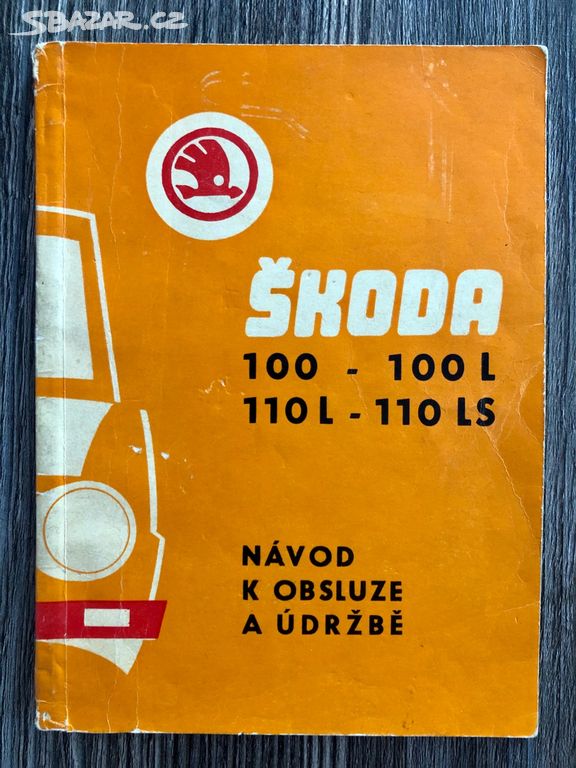 SBAZAR.CZ
ŠKODA
100 - 100 L
110 L - 110 LS
NÁVOD
K OBSLUZE
A ÚDRŽBĚ